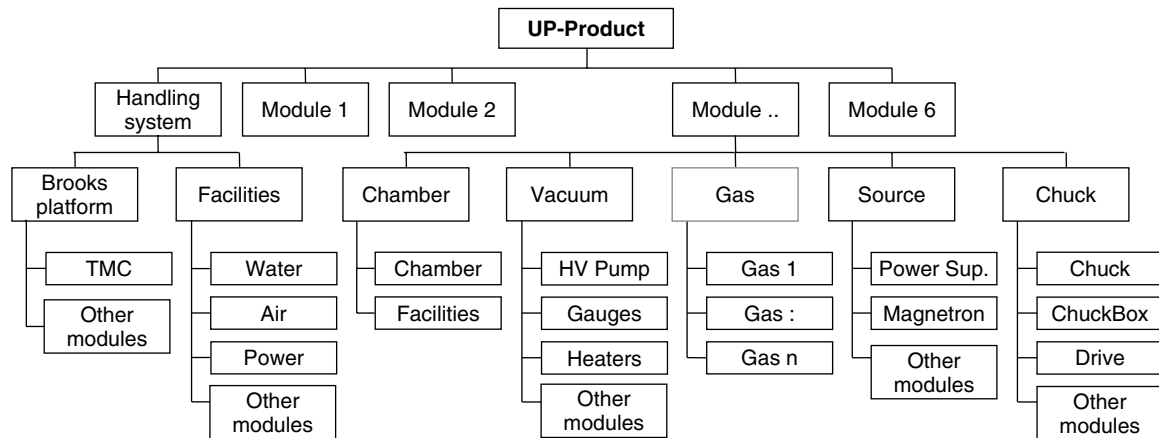 UP-Product
Handling
system
Module 1
Module 2
Module ..
Module 6
Brooks
platform
Facilities
Chamber
Vacuum
Gas
Source
Chuck
TMC
Other
modules
Water
Air
Power
Other
modules
Chamber
Facilities
HV Pump
Gauges
Heaters
Other
modules
Gas 1
Gas :
Gas n
Power Sup.
Magnetron
Other
modules
Chuck
ChuckBox
Drive
Other
modules